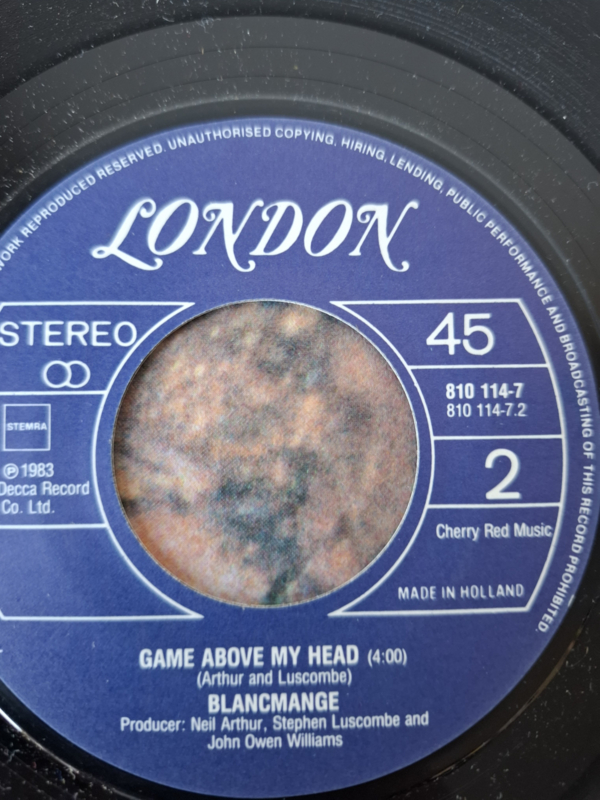 WORK REPRODUCED RESERVED. UNAUTHORISED COPYING, HIRING, LENDING, PUBLIC PERFORMANCE AND BROADCASTING OF THIS RECORD PROHIBITED.
LONDON
STEREO
45
STEMRA
810 114-7
810 114-7.2
℗ 1983
Decca Record
Co. Ltd.
2
Cherry Red Music
MADE IN HOLLAND
GAME ABOVE MY HEAD (4:00)
(Arthur and Luscombe)
BLANCMANGE
Producer: Neil Arthur, Stephen Luscombe and
John Owen Williams